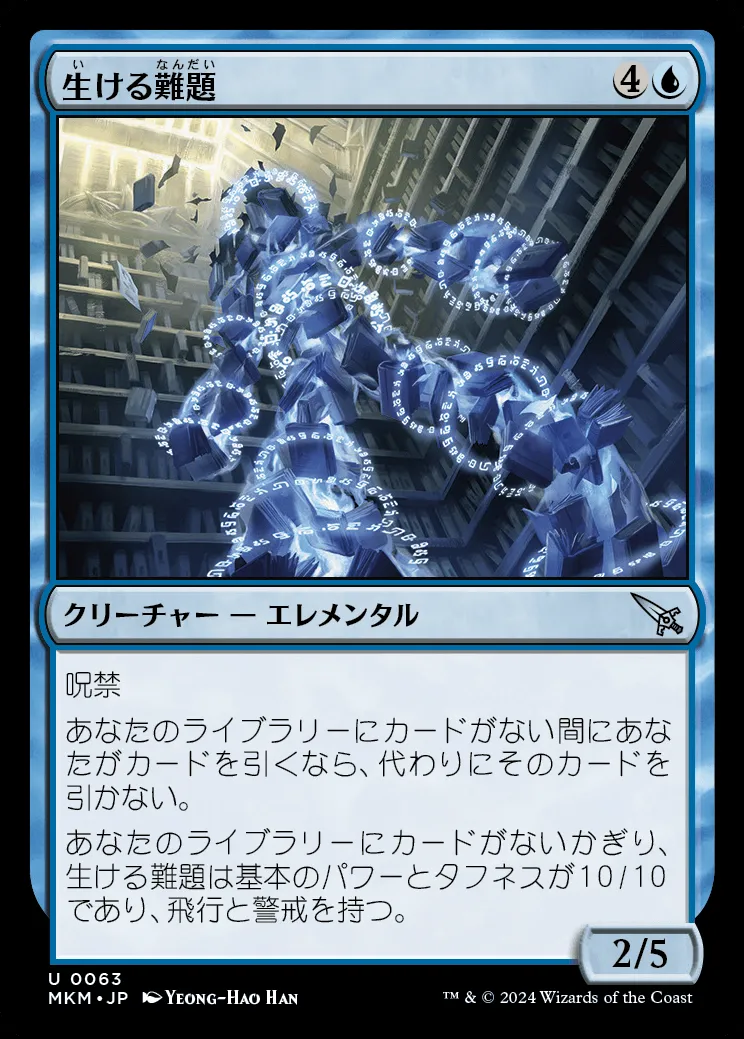 生ける難題
4
クリーチャー — エレメンタル
呪禁
あなたのライブラリーにカードがない間にあな
たがカードを引くなら、代わりにそのカードを
引かない。
あなたのライブラリーにカードがないかぎり、
生ける難題は基本のパワーとタフネスが10/10
であり、飛行と警戒を持つ。
2/5
U 0063
MKM•JP Yeong-Hao Han
™ & © 2024 Wizards of the Coast